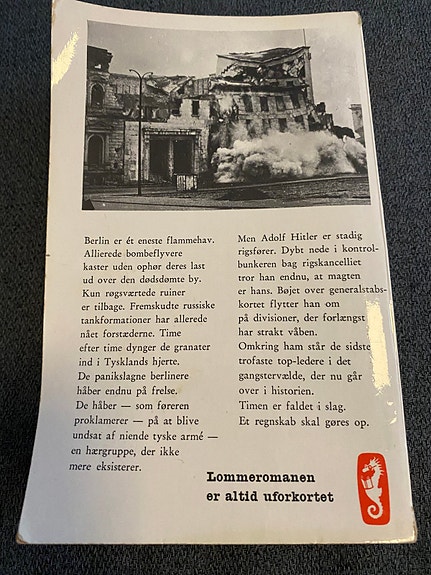 Berlin er ét eneste flammehav.
Allierede bombeflyvere
kaster uden ophør deres last
ud over den dødsdømte by.
Kun røgsværtede ruiner
er tilbage. Fremskudte russiske
tankformationer har allerede
nået forstæderne. Time
efter time dynger de granater
ind i Tysklands hjerte.
De panikslagne berlinere
håber endnu på frelse.
De håber — som føreren
proklamerer — på at blive
undsat af niende tyske armé —
en hærgruppe, der ikke
mere eksisterer.
Men Adolf Hitler er stadig
rigsfører. Dybt nede i kontrol-
bunkeren bag rigskancelliet
tror han endnu, at magten
er hans. Bøjet over generalstabs-
kortet flytter han om
på divisioner, der forlængst
har strakt våben.
Omkring ham står de sidste
trofaste top-ledere i det
gangstervælde, der nu går
over i historien.
Timen er faldet i slag.
Et regnskab skal gøres op.
Lommeromanen
er altid uforkortet